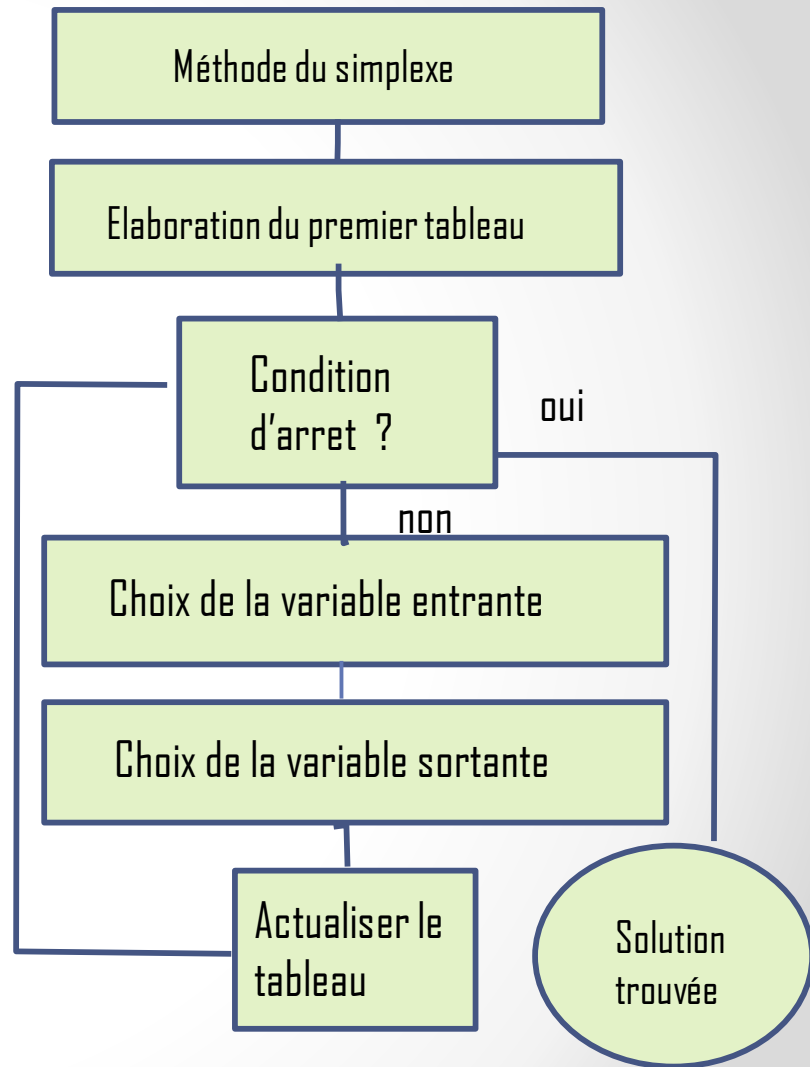 Méthode du simplexe
Elaboration du premier tableau
Condition
d'arret ?
oui
non
Choix de la variable entrante
Choix de la variable sortante
Actualiser le
tableau
Solution
trouvée